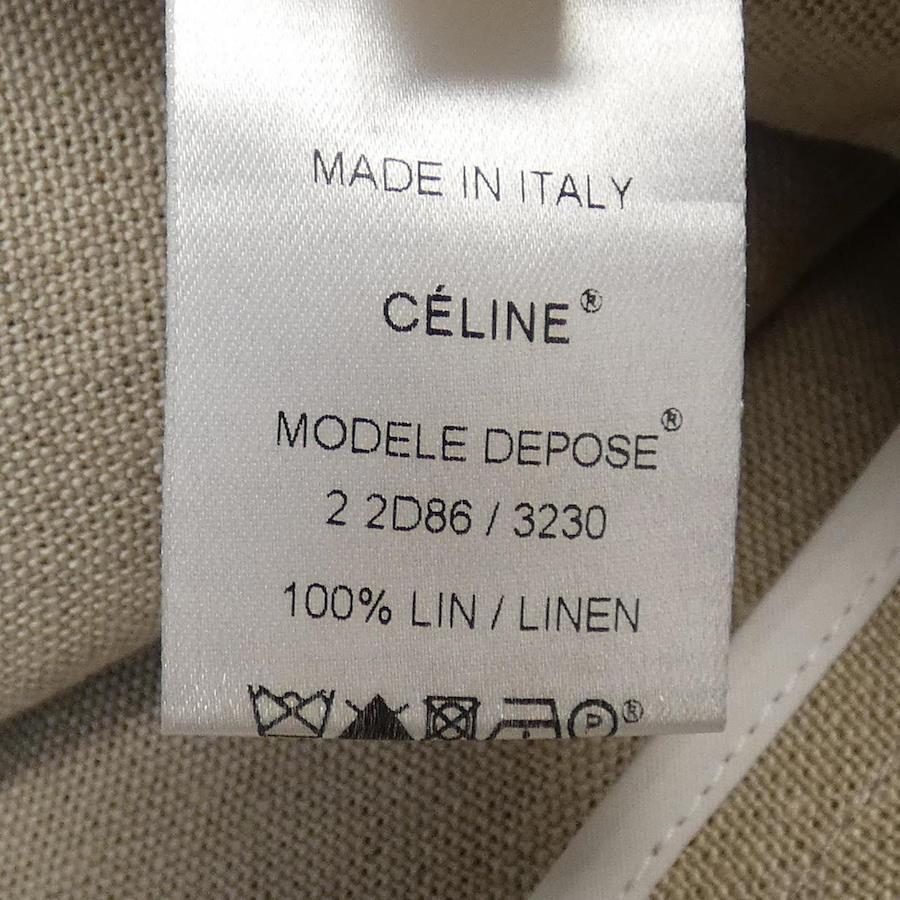 MADE IN ITALY
CÉLINE®
MODELE DEPOSE®
2 2D86 / 3230
100% LIN / LINEN
P ®